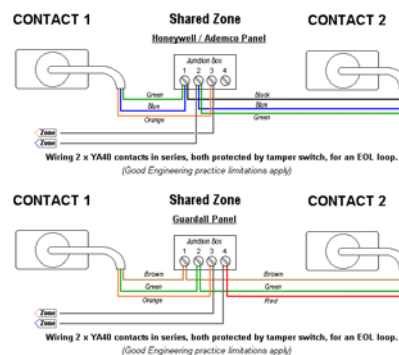 CONTACT 1 Shared Zone CONTACT 2
Honeywell / Ademco Panel
Junction Box
1 2 3 4
Green Black
Blue Blue
Orange Green
Zone
Zone
Wiring 2 x YA40 contacts in series, both protected by tamper switch, for an EOL loop.
(Good Engineering practice limitations apply)
CONTACT 1 Shared Zone CONTACT 2
Guardall Panel
Junction Box
1 2 3 4
Brown Brown
Green Green
Orange Red
Zone
Zone
Wiring 2 x YA40 contacts in series, both protected by tamper switch, for an EOL loop.
(Good Engineering practice limitations apply)